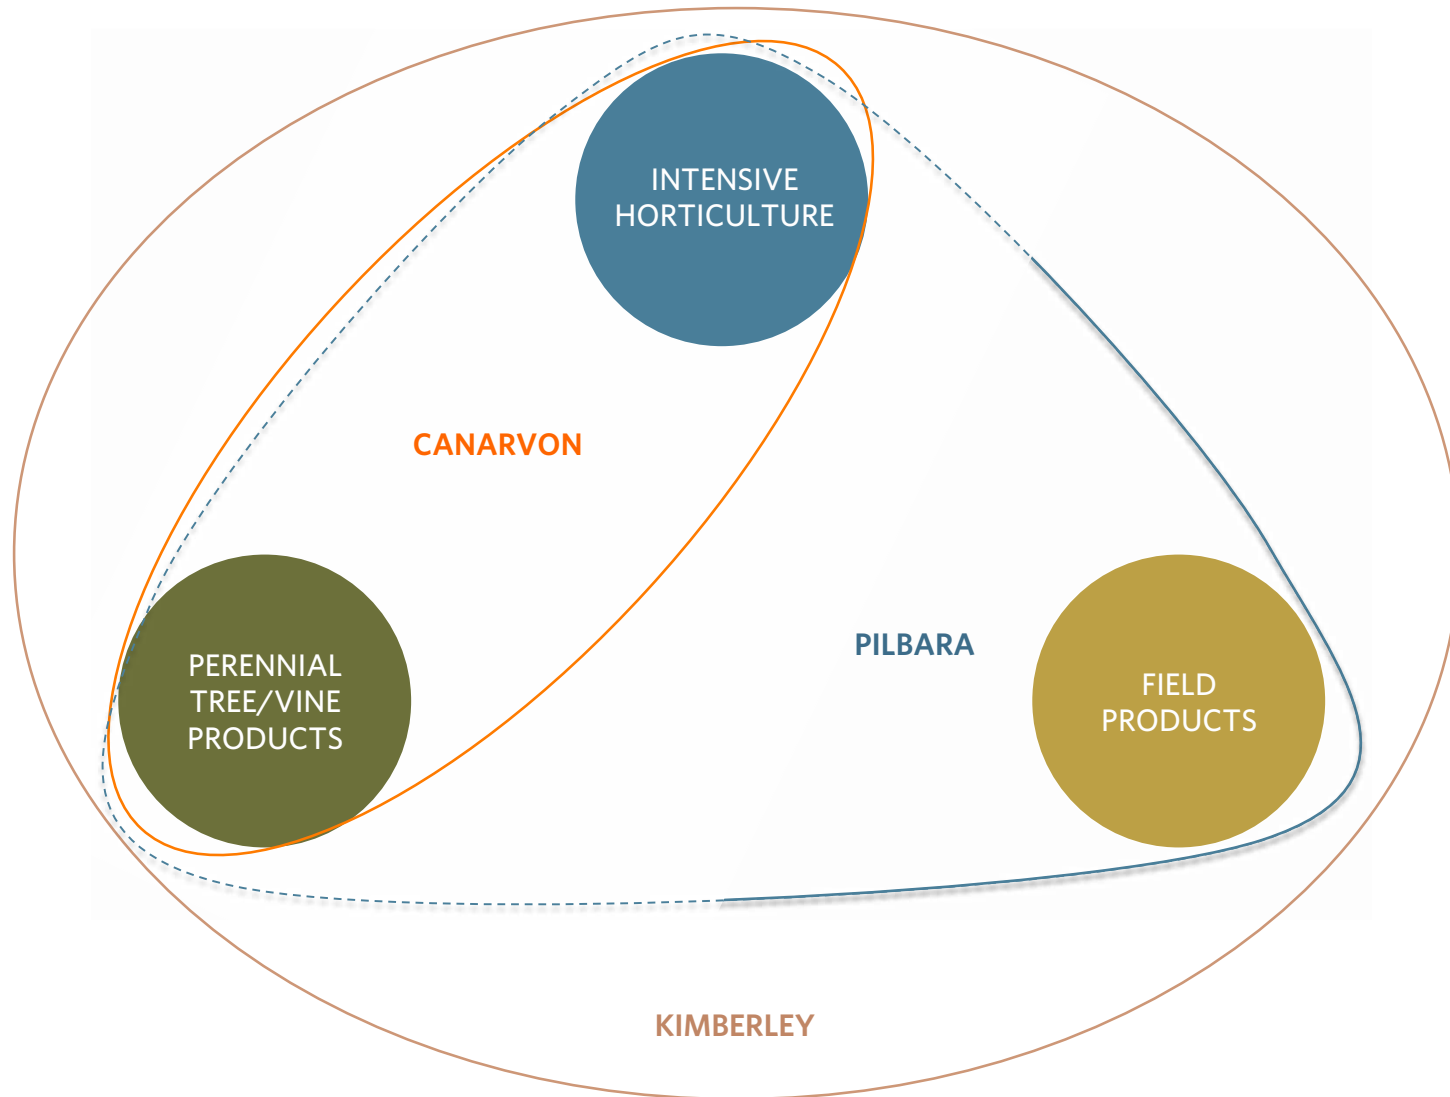 INTENSIVE
HORTICULTURE
CANARVON
PILBARA
PERENNIAL
TREE/VINE
PRODUCTS
FIELD
PRODUCTS
KIMBERLEY